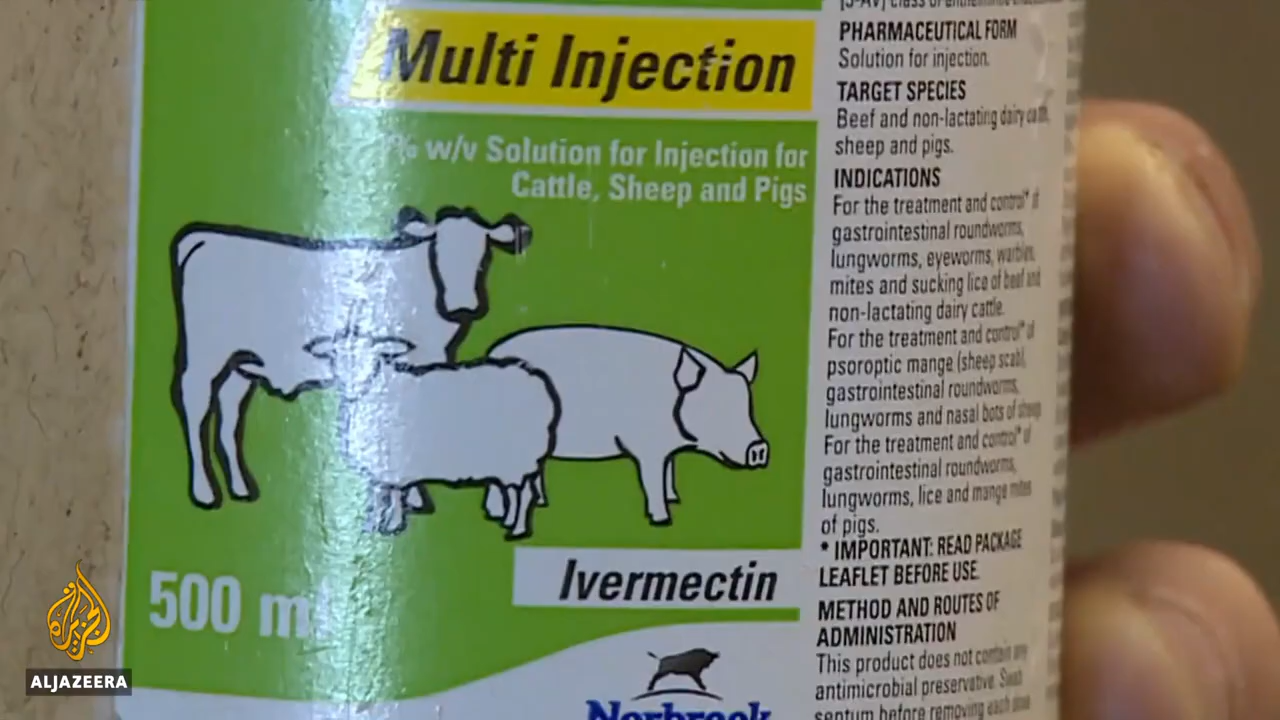 Multi Injection
w/v Solution for Injection for
Cattle, Sheep and Pigs
500 ml
Ivermectin
Norbrook
PHARMACEUTICAL FORM
Solution for injection.
TARGET SPECIES
Beef and non-lactating dairy cattle,
sheep and pigs.
INDICATIONS
For the treatment and control* of
gastrointestinal roundworms,
lungworms, eyeworms, warbles,
mites and sucking lice of beef and
non-lactating dairy cattle.
For the treatment and control* of
psoroptic mange (sheep scab),
gastrointestinal roundworms,
lungworms and nasal bots of sheep
For the treatment and control* of
gastrointestinal roundworms,
lungworms, lice and mange mites
of pigs.
* IMPORTANT: READ PACKAGE
LEAFLET BEFORE USE.
METHOD AND ROUTES OF
ADMINISTRATION
This product does not contain any
antimicrobial preservative. Swab
septum before removing each dose
ALJAZEERA